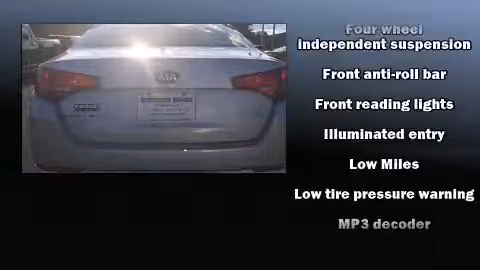 Four wheel
Independent suspension
Front anti-roll bar
Front reading lights
Illuminated entry
Low Miles
Low tire pressure warning
MP3 decoder
KIA